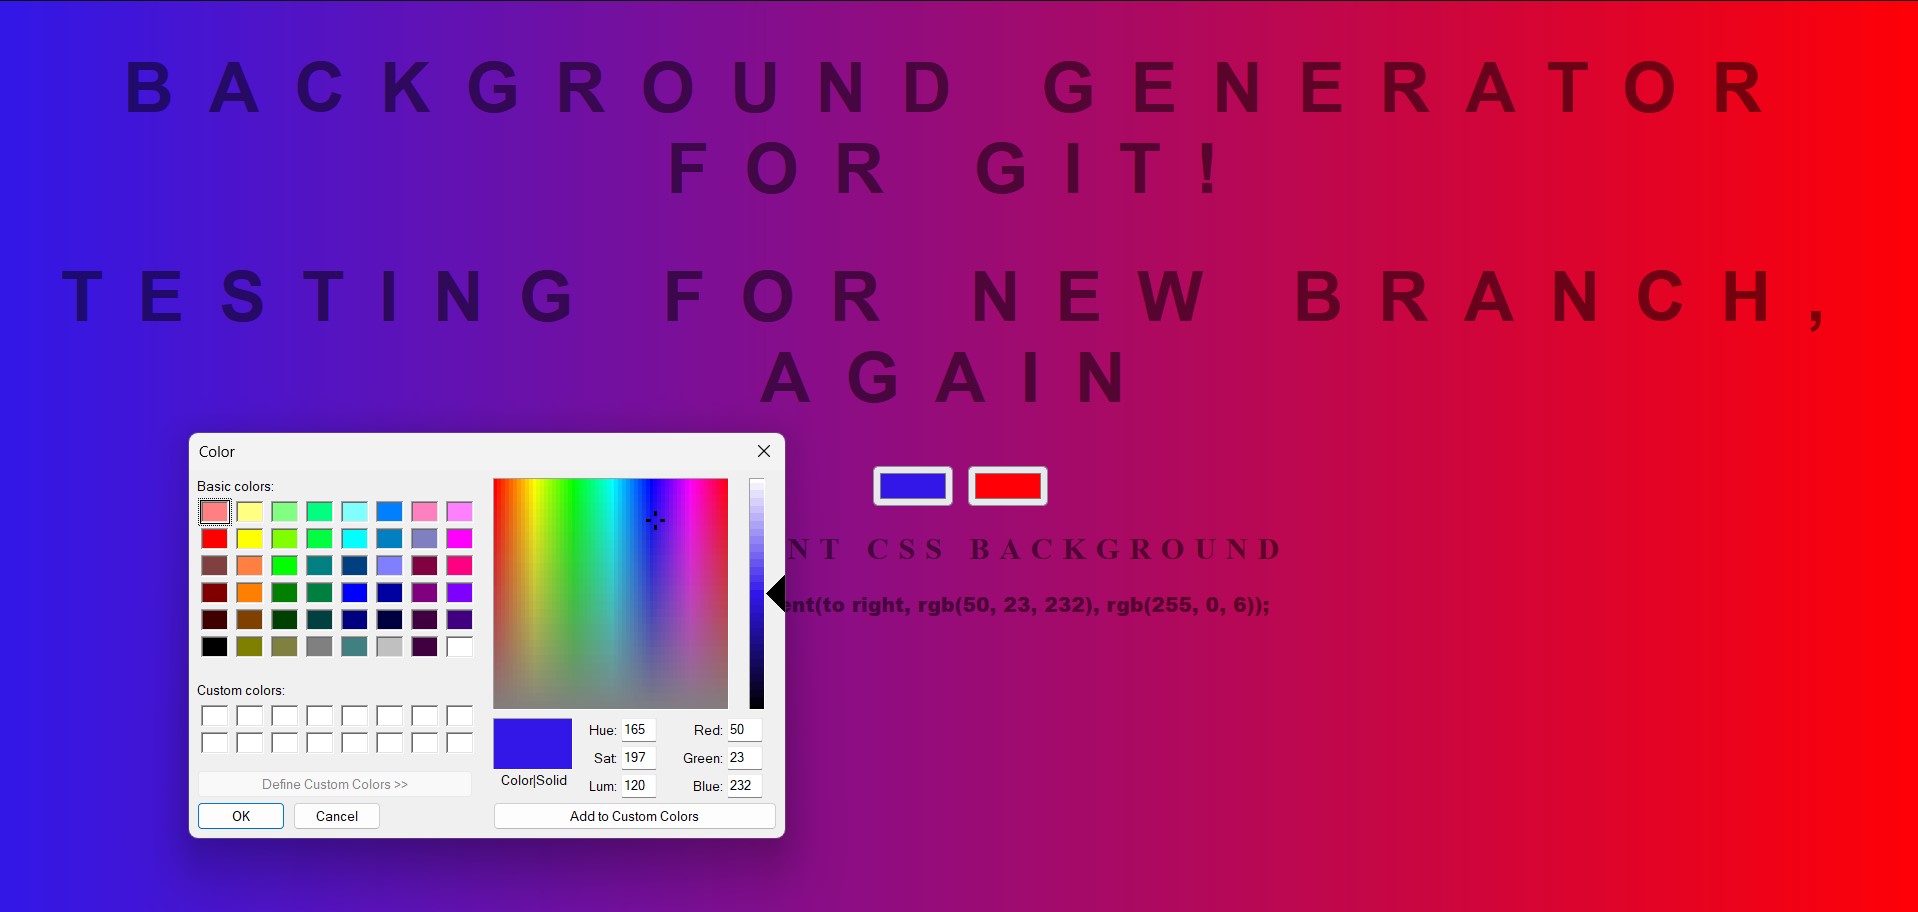 BACKGROUND GENERATOR
FOR GIT!
TESTING FOR NEW BRANCH,
AGAIN
Color
Basic colors:
Custom colors:
Define Custom Colors >>
OK
Cancel
Color|Solid
Hue: 165
Sat: 197
Lum: 120
Red: 50
Green: 23
Blue: 232
Add to Custom Colors
CSS BACKGROUND
to right, rgb(50, 23, 232), rgb(255, 0, 6));